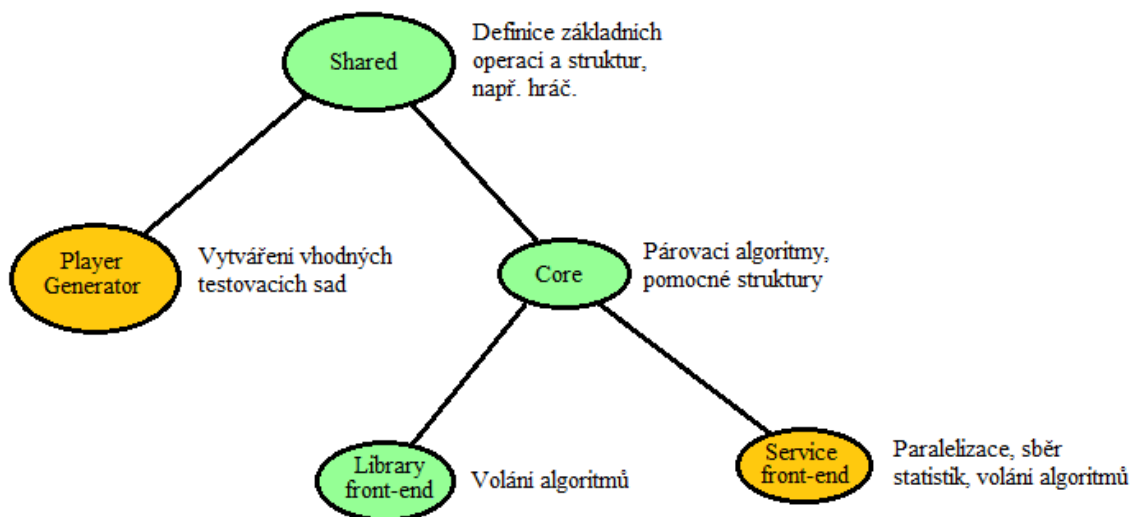 Shared
Definice základních
operací a struktur,
např. hráč.
Player
Generator
Vytváření vhodných
testovacích sad
Core
Párovací algoritmy,
pomocné struktury
Library
front-end
Volání algoritmů
Service
front-end
Paralelizace, sběr
statistik, volání algoritmů